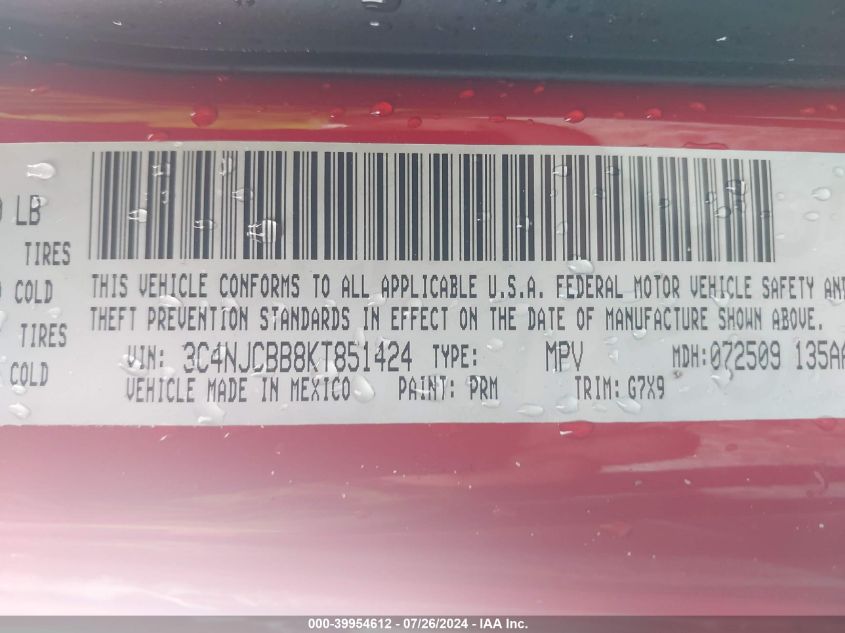 LB
TIRES
COLD
TIRES
COLD
THIS VEHICLE CONFORMS TO ALL APPLICABLE U.S.A. FEDERAL MOTOR VEHICLE SAFETY AND
THEFT PREVENTION STANDARDS IN EFFECT ON THE DATE OF MANUFACTURE SHOWN ABOVE.
VIN: 3C4NJCBB8KT851424 TYPE: MPV MDH:072509 135AA
VEHICLE MADE IN MEXICO PAINT: PRM TRIM: G7X9
000-39954612 - 07/26/2024 - IAA Inc.